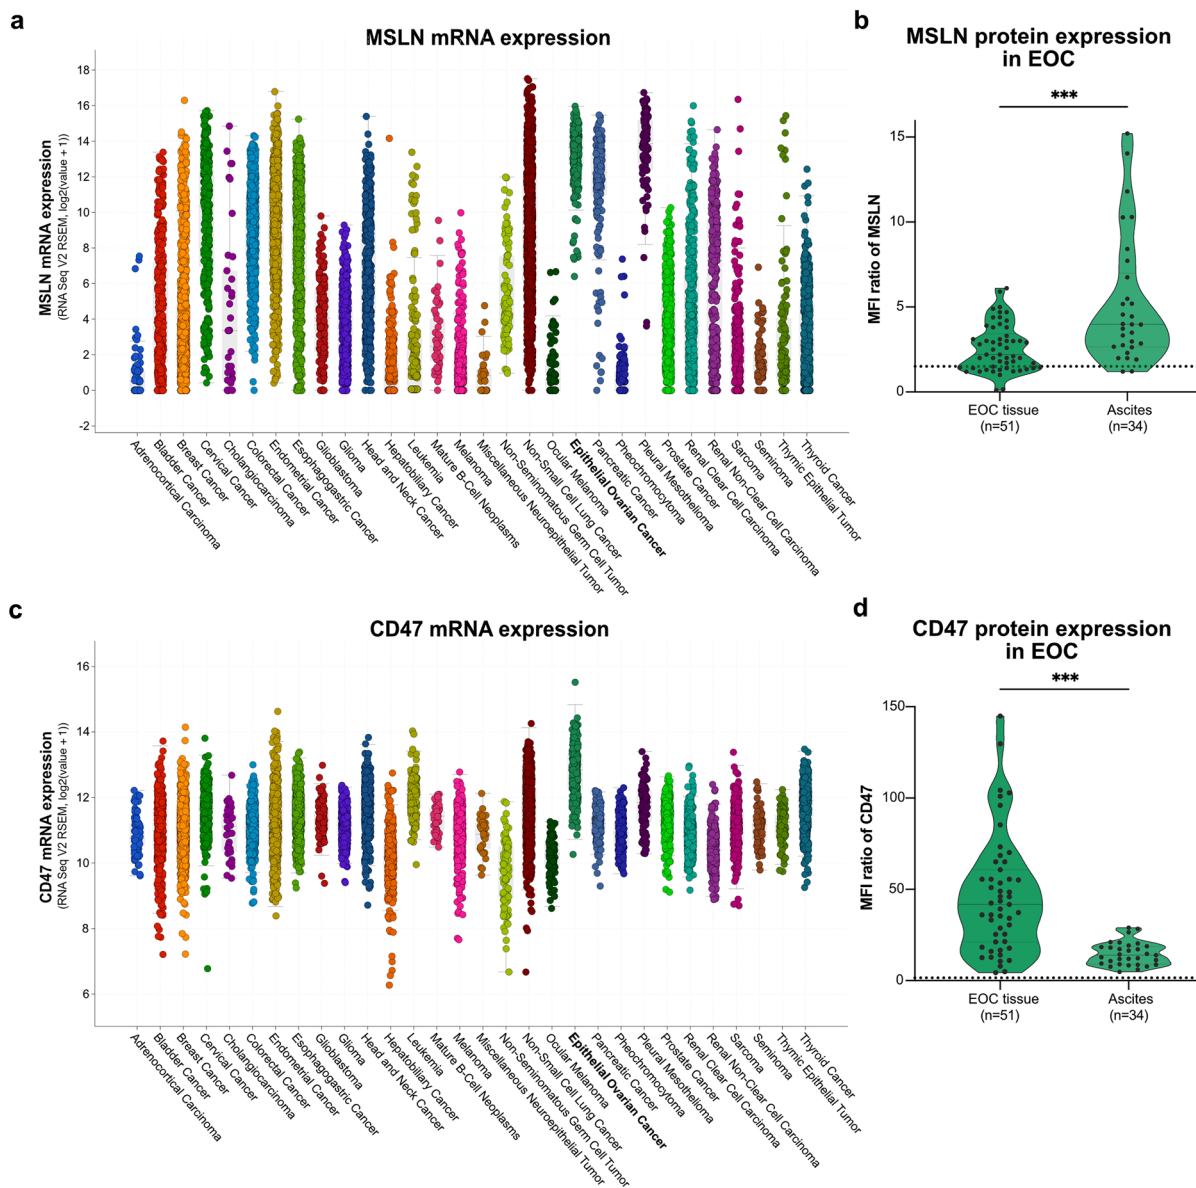 a
MSLN mRNA expression
MSLN mRNA expression
(RNA Seq V2 RSEM, log2(value + 1))
18
16
14
12
10
8
6
4
2
0
-2
Adrenocortical Carcinoma
Bladder Cancer
Breast Cancer
Cervical Cancer
Cholangiocarcinoma
Colorectal Cancer
Endometrial Cancer
Esophagogastric Cancer
Glioblastoma
Glioma
Head and Neck Cancer
Hepatobiliary Cancer
Leukemia
Mature B-Cell Neoplasms
Melanoma
Miscellaneous Neuroepithelial Tumor
Non-Seminomatous Germ Cell Tumor
Non-Small Cell Lung Cancer
Ocular Melanoma
Epithelial Ovarian Cancer
Pancreatic Cancer
Pheochromocytoma
Pleural Mesothelioma
Prostate Cancer
Renal Clear Cell Carcinoma
Renal Non-Clear Cell Carcinoma
Sarcoma
Seminoma
Thymic Epithelial Tumor
Thyroid Cancer
b
MSLN protein expression
in EOC
***
MFI ratio of MSLN
15
10
5
0
EOC tissue
(n=51)
Ascites
(n=34)
c
CD47 mRNA expression
CD47 mRNA expression
(RNA Seq V2 RSEM, log2(value + 1))
16
14
12
10
8
6
Adrenocortical Carcinoma
Bladder Cancer
Breast Cancer
Cervical Cancer
Cholangiocarcinoma
Colorectal Cancer
Endometrial Cancer
Esophagogastric Cancer
Glioblastoma
Glioma
Head and Neck Cancer
Hepatobiliary Cancer
Leukemia
Mature B-Cell Neoplasms
Melanoma
Miscellaneous Neuroepithelial Tumor
Non-Seminomatous Germ Cell Tumor
Non-Small Cell Lung Cancer
Ocular Melanoma
Epithelial Ovarian Cancer
Pancreatic Cancer
Pheochromocytoma
Pleural Mesothelioma
Prostate Cancer
Renal Clear Cell Carcinoma
Renal Non-Clear Cell Carcinoma
Sarcoma
Seminoma
Thymic Epithelial Tumor
Thyroid Cancer
d
CD47 protein expression
in EOC
***
MFI ratio of CD47
150
100
50
0
EOC tissue
(n=51)
Ascites
(n=34)